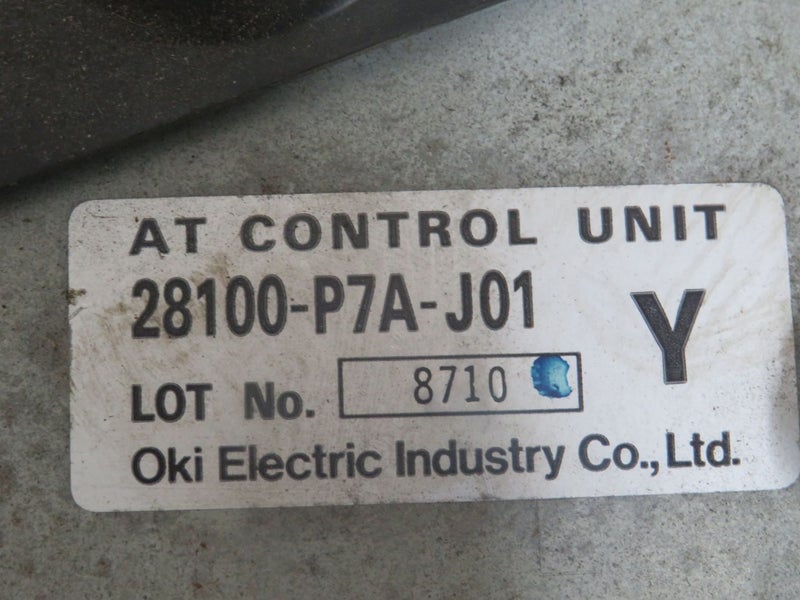 AT CONTROL UNIT
28100-P7A-J01
Y
LOT No. 8710
Oki Electric Industry Co., Ltd.